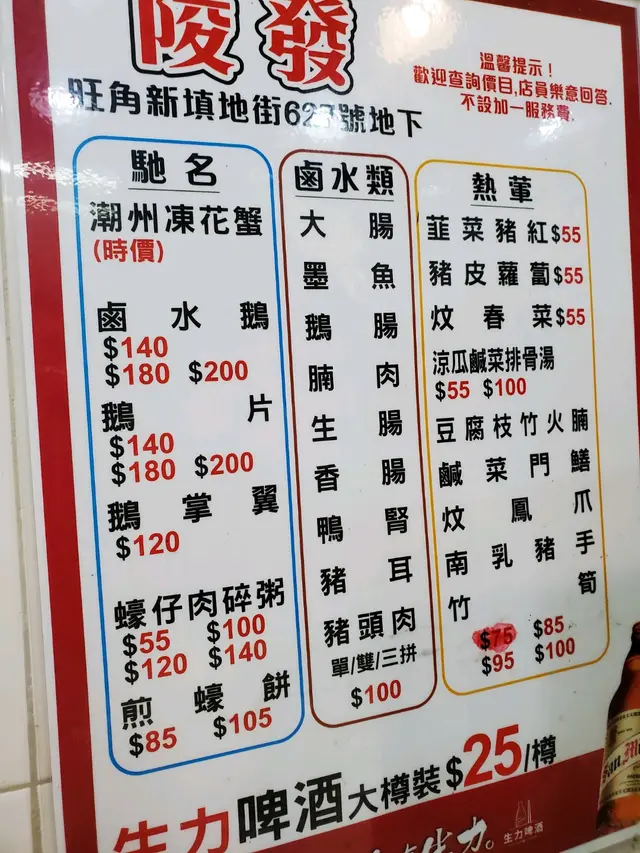 陵發
溫馨提示！
歡迎查詢價目,店員樂意回答.
不設加一服務費.
旺角新填地街627號地下
馳名
潮州凍花蟹
(時價)
鹵水鵝
$140
$180 $200
鵝片
$140
$180 $200
鵝掌翼
$120
蠔仔肉碎粥
$55 $100
$120 $140
煎蠔餅
$85 $105
鹵水類
大腸
墨魚
鵝腸
腩肉
生腸
香腸
鴨腎
豬耳
豬頭肉
單/雙/三拼
$100
熱葷
韮菜豬紅$55
豬皮蘿蔔$55
炆春菜$55
涼瓜鹹菜排骨湯
$55 $100
豆腐枝竹火腩
鹹菜門鱔
炆鳳爪
南乳豬手
竹筍
$75 $85
$95 $100
生力啤酒大樽裝$25/樽
生力。
生力啤酒